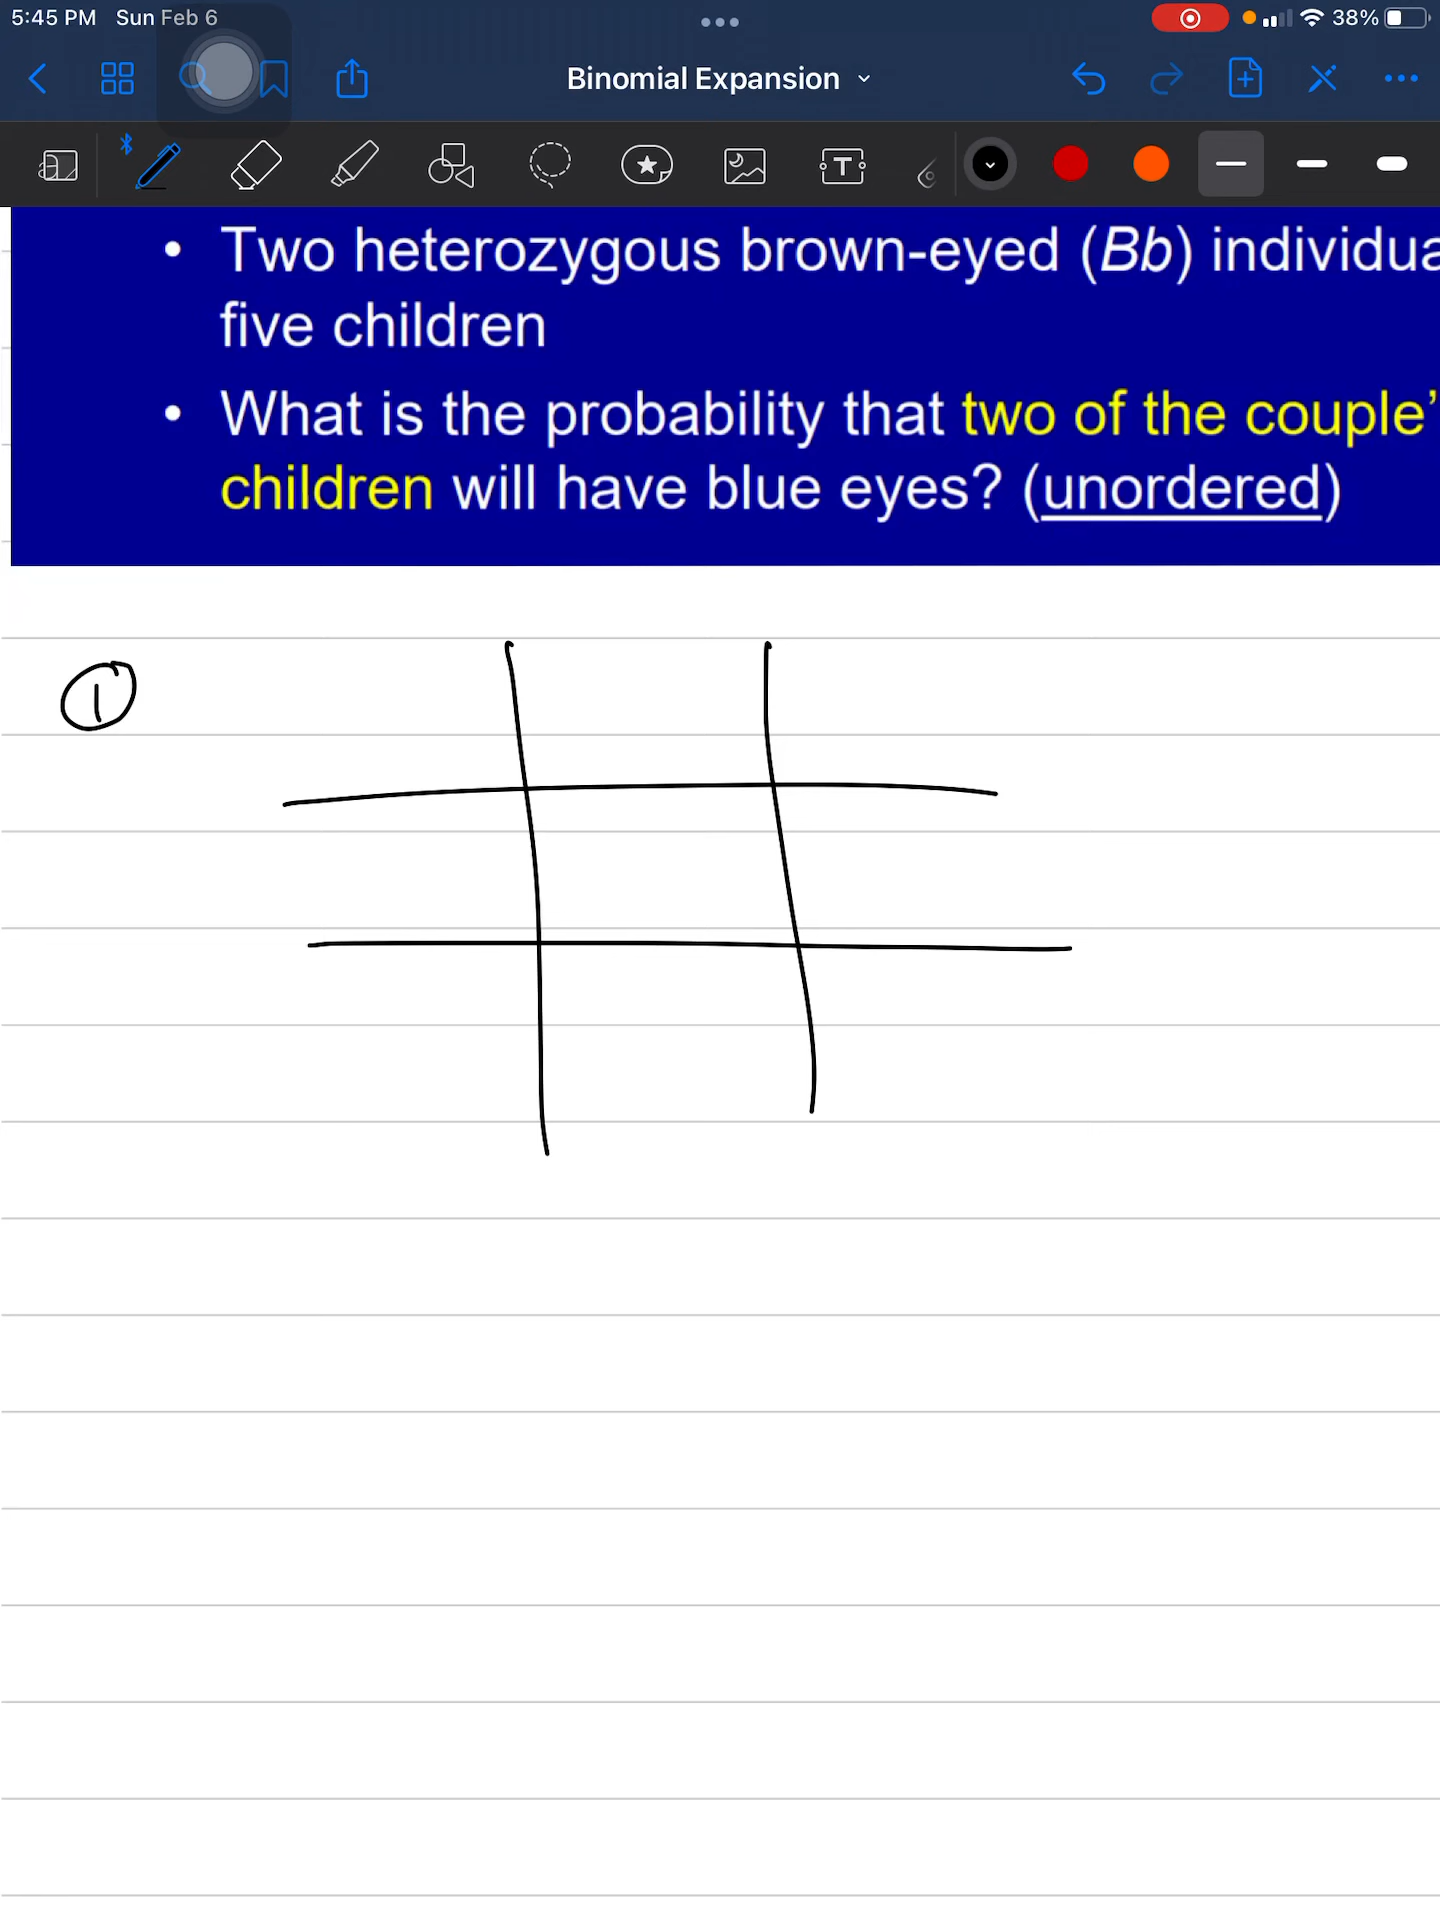 5:45 PM Sun Feb 6
38%
Binomial Expansion
T
• Two heterozygous brown-eyed (Bb)
five children
• What is the probability that two of the couple'
children will have blue eyes? (unordered)
1